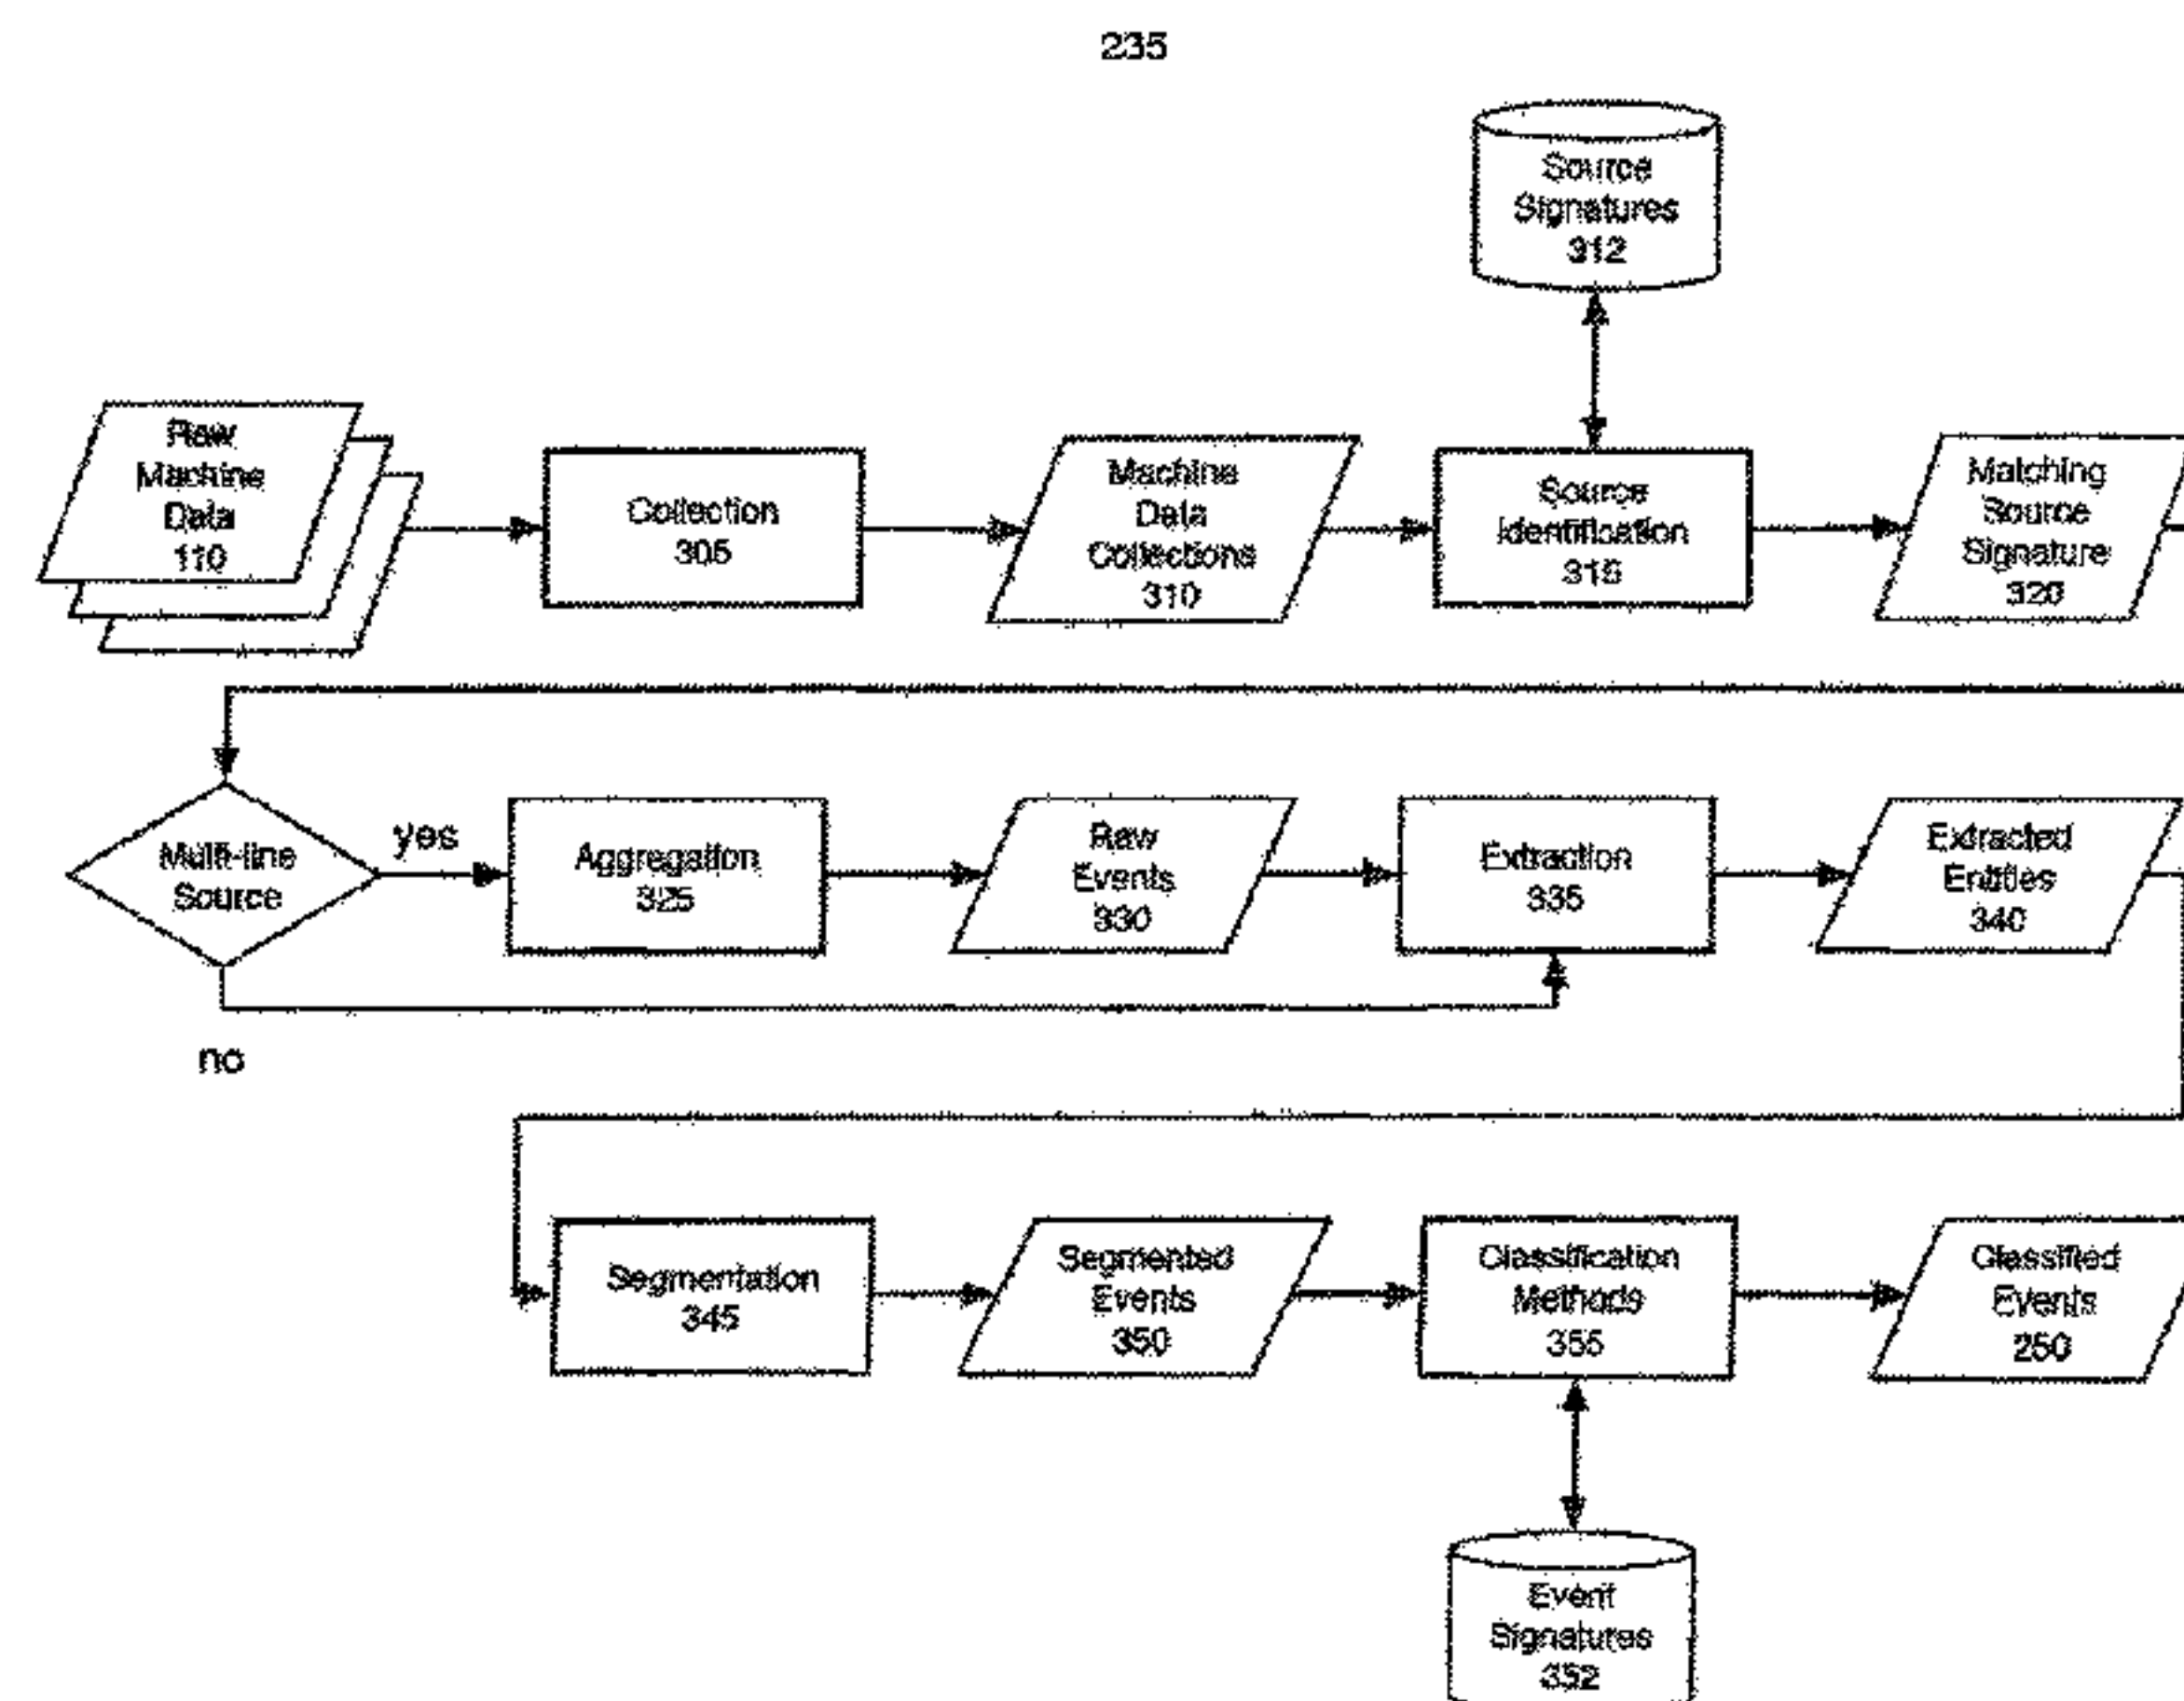 235
Source
Signatures
312
Raw
Machine
Data
110
Collection
305
Machine
Data
Collections
310
Source
Identification
315
Matching
Source
Signature
320
Multi-line
Source
yes
Aggregation
325
Raw
Events
330
Extraction
335
Extracted
Entities
340
no
Segmentation
345
Segmented
Events
350
Classification
Methods
355
Classified
Events
250
Event
Signatures
352